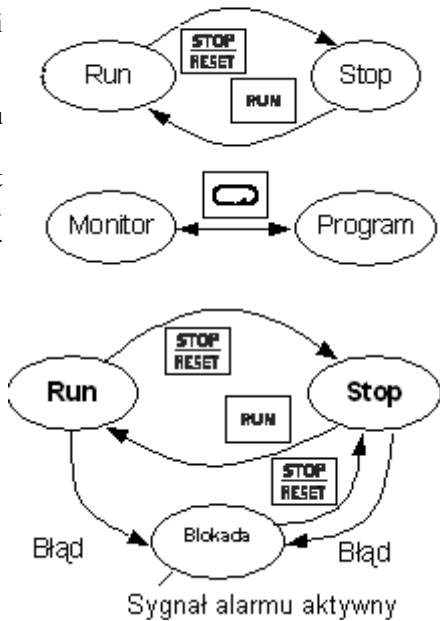 i
STOP
RESET
Run
Stop
RUN
ı
t
Monitor
Program
STOP
RESET
Run
Stop
RUN
STOP
RESET
Blokada
Błąd
Błąd
Sygnał alarmu aktywny